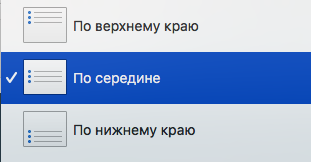 По верхнему краю
По середине
По нижнему краю